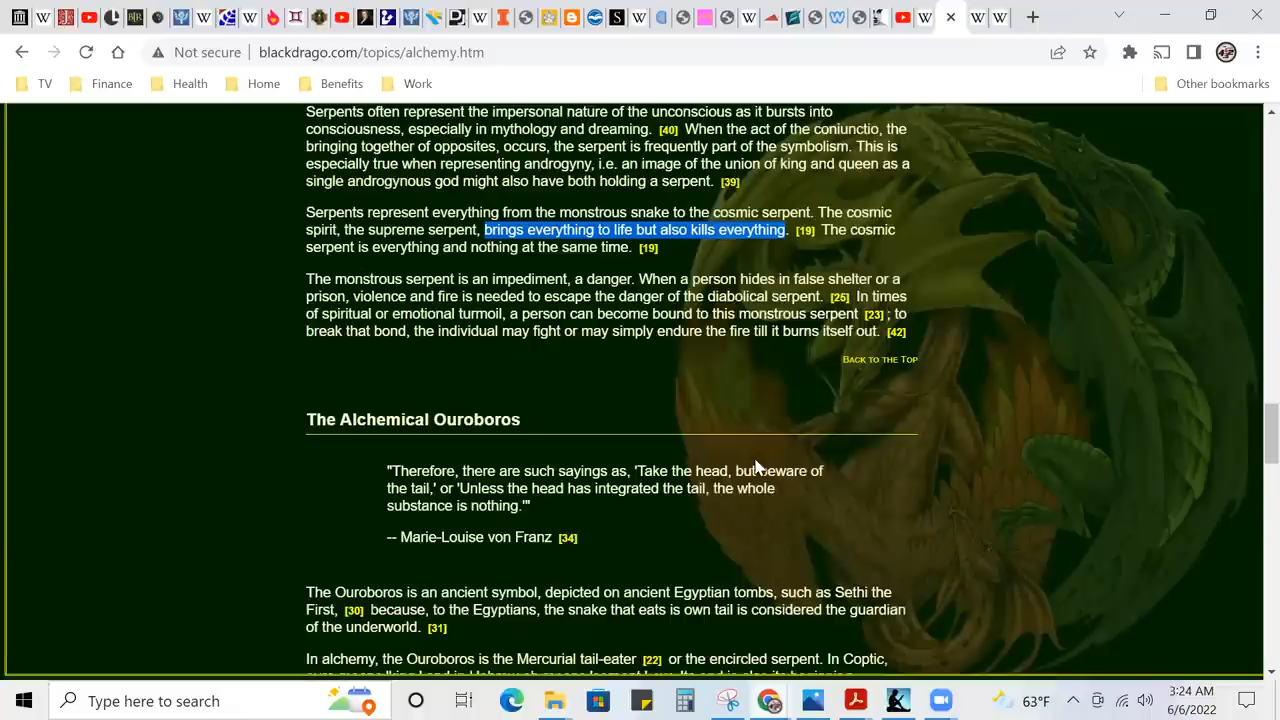 Not secure
blackdrago.com/topics/alchemy.htm
TV
Finance
Health
Home
Benefits
Work
Other bookmarks
Serpents often represent the impersonal nature of the unconscious as it bursts into
consciousness, especially in mythology and dreaming. [40] When the act of the coniunctio, the
bringing together of opposites, occurs, the serpent is frequently part of the symbolism. This is
especially true when representing androgyny, i.e. an image of the union of king and queen as a
single androgynous god might also have both holding a serpent. [39]
Serpents represent everything from the monstrous snake to the cosmic serpent. The cosmic
spirit, the supreme serpent, brings everything to life but also kills everything. [19] The cosmic
serpent is everything and nothing at the same time. [19]
The monstrous serpent is an impediment, a danger. When a person hides in false shelter or a
prison, violence and fire is needed to escape the danger of the diabolical serpent. [25] In times
of spiritual or emotional turmoil, a person can become bound to this monstrous serpent [23] ; to
break that bond, the individual may fight or may simply endure the fire till it burns itself out. [42]
Back to the Top
The Alchemical Ouroboros
"Therefore, there are such sayings as, 'Take the head, but beware of
the tail,' or 'Unless the head has integrated the tail, the whole
substance is nothing.'"
-- Marie-Louise von Franz [34]
The Ouroboros is an ancient symbol, depicted on ancient Egyptian tombs, such as Sethi the
First, [30] because, to the Egyptians, the snake that eats is own tail is considered the guardian
of the underworld. [31]
In alchemy, the Ouroboros is the Mercurial tail-eater [22] or the encircled serpent. In Coptic,
Type here to search
63°F
3:24 AM
6/6/2022